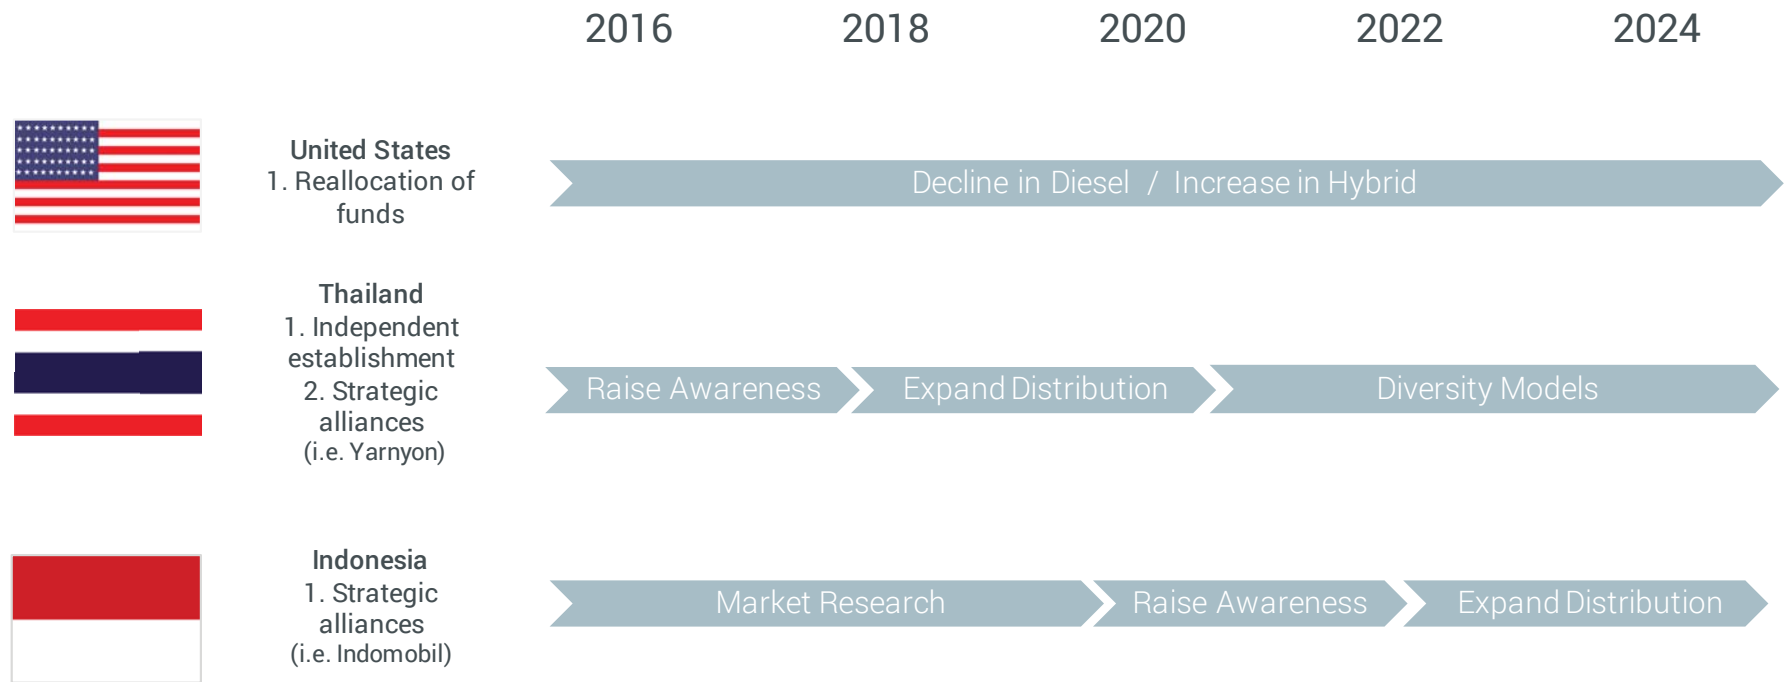 2016 2018 2020 2022 2024
United States
1. Reallocation of
funds
Decline in Diesel / Increase in Hybrid
Thailand
1. Independent
establishment
2. Strategic
alliances
(i.e. Yarnyon)
Raise Awareness Expand Distribution Diversity Models
Indonesia
1. Strategic
alliances
(i.e. Indomobil)
Market Research Raise Awareness Expand Distribution